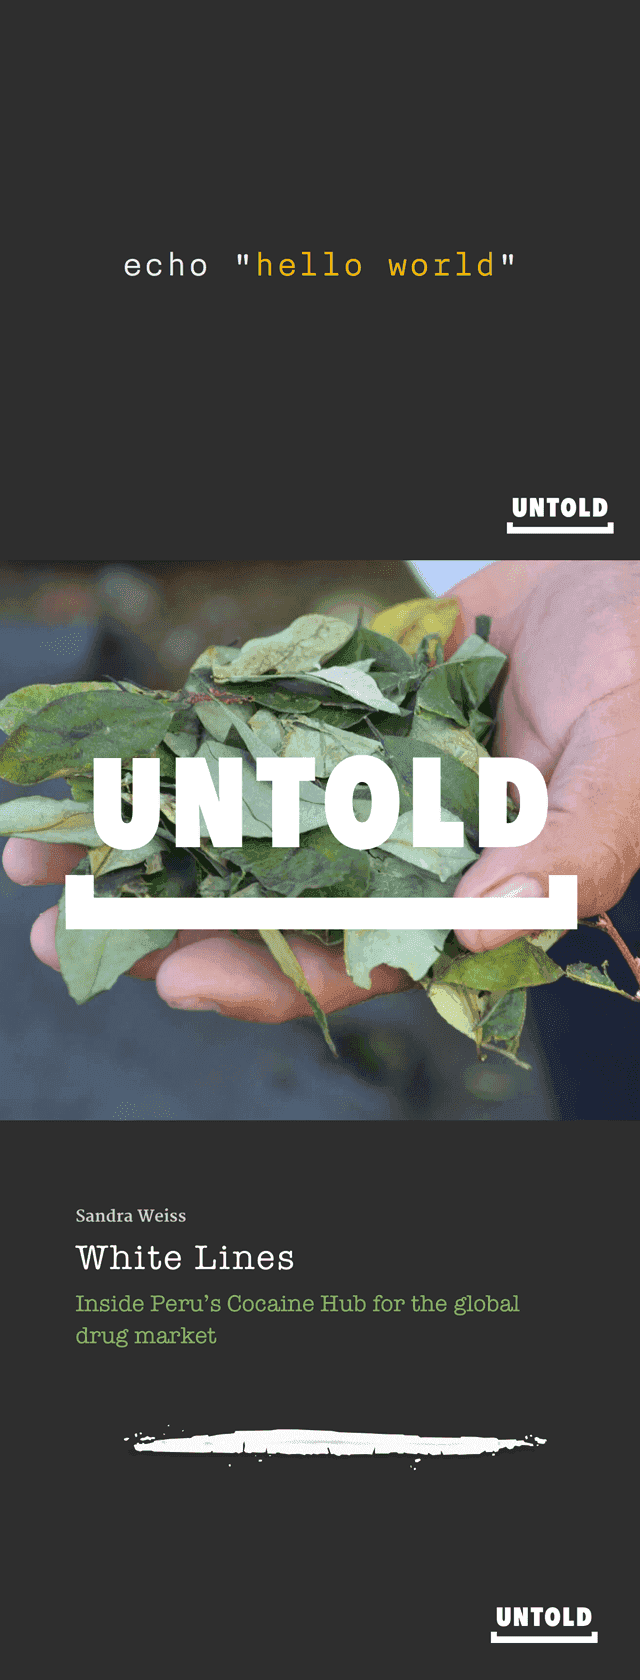 echo "hello world"
UNTOLD
UNTOLD
Sandra Weiss
White Lines
Inside Peru’s Cocaine Hub for the global
drug market
UNTOLD